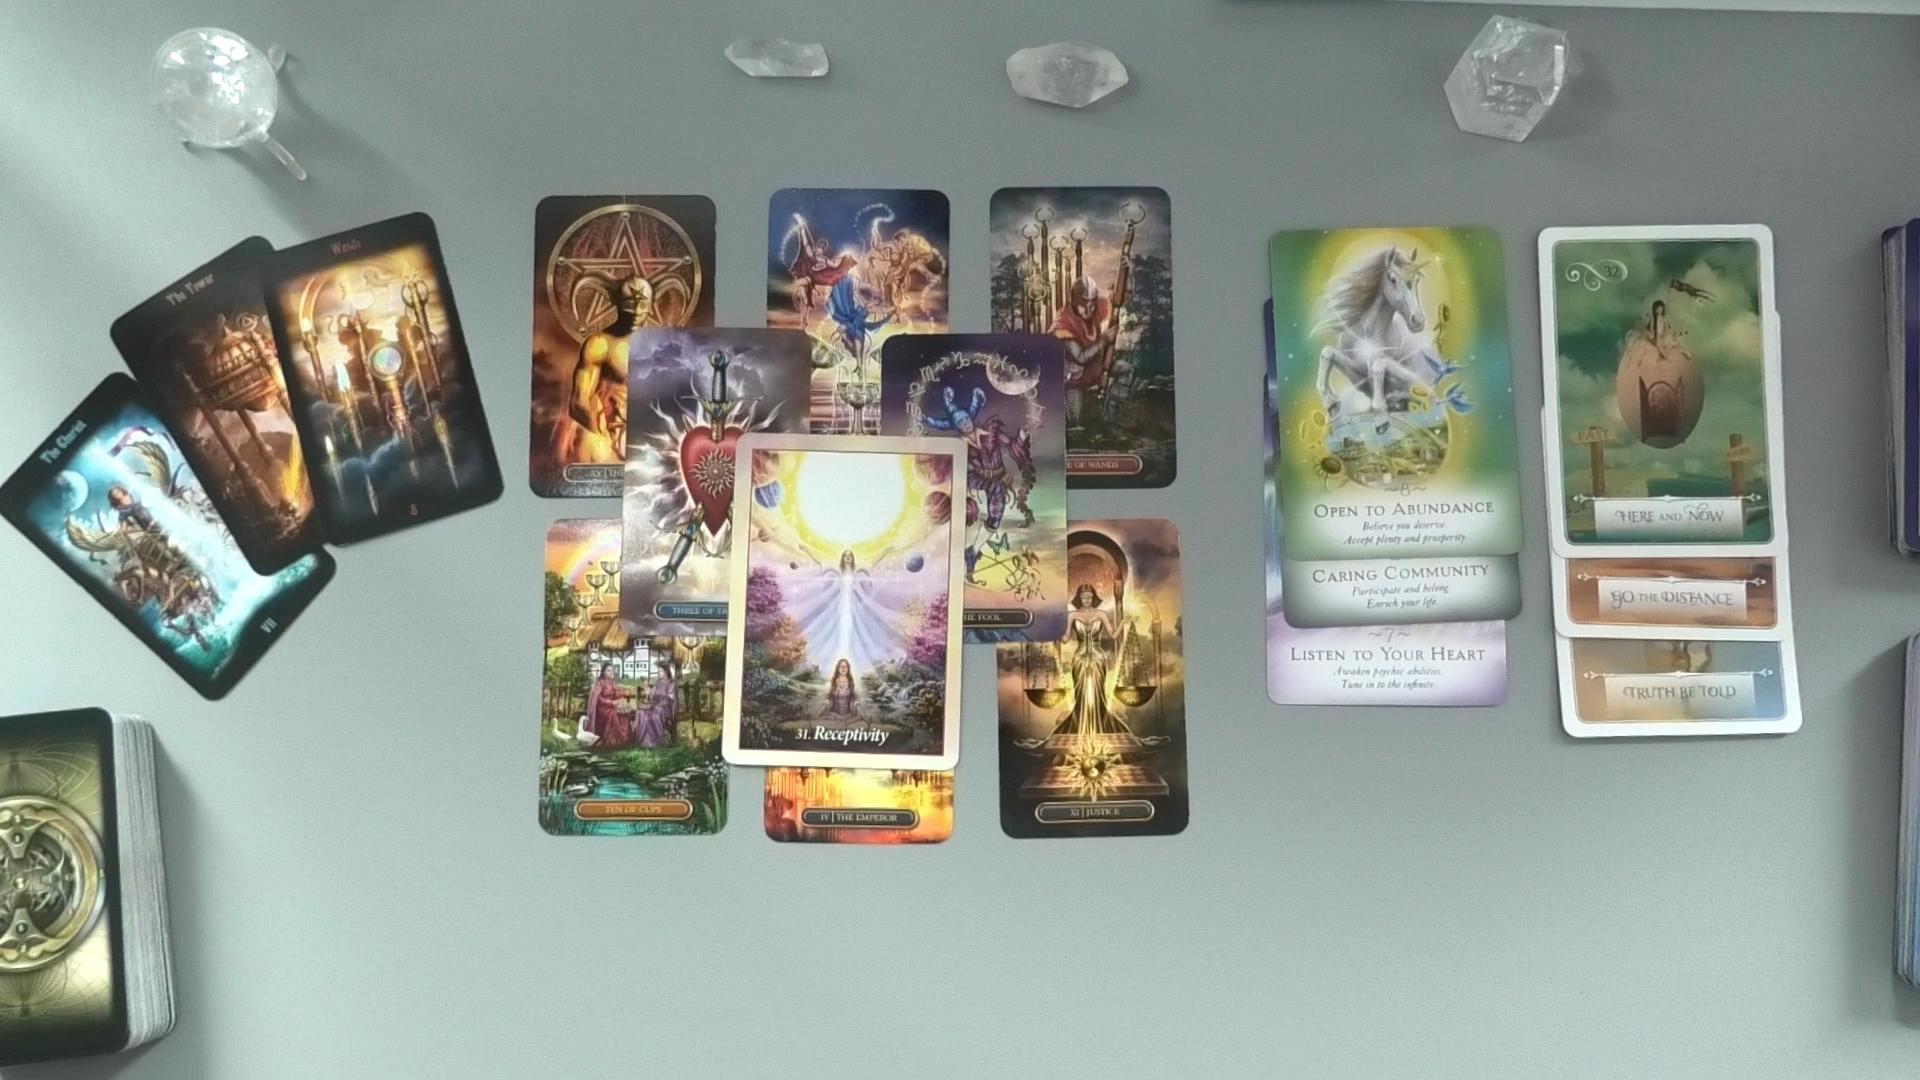 The Chariot
VII
The Tower
Wands
8
XV | THE
E OF WANDS
THREE OF SW
HE FOOL
31. Receptivity
TEN OF CUPS
IV | THE EMPEROR
XI | JUSTICE
~8~
OPEN TO ABUNDANCE
Believe you deserve.
Accept plenty and prosperity.
CARING COMMUNITY
Participate and belong.
Enrich your life.
~7~
LISTEN TO YOUR HEART
Awaken psychic abilities.
Tune in to the infinite.
32
PAST
HERE AND NOW
GO THE DISTANCE
TRUTH BE TOLD